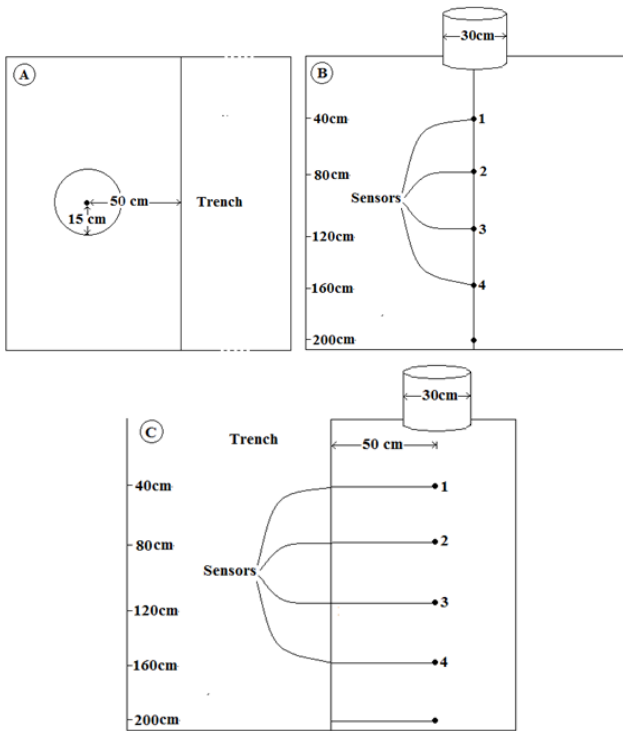 A
50 cm
Trench
15 cm
30cm
B
40cm
1
80cm
2
Sensors
3
120cm
4
160cm
200cm
30cm
C
Trench
50 cm
40cm
1
80cm
2
Sensors
120cm
3
160cm
4
200cm